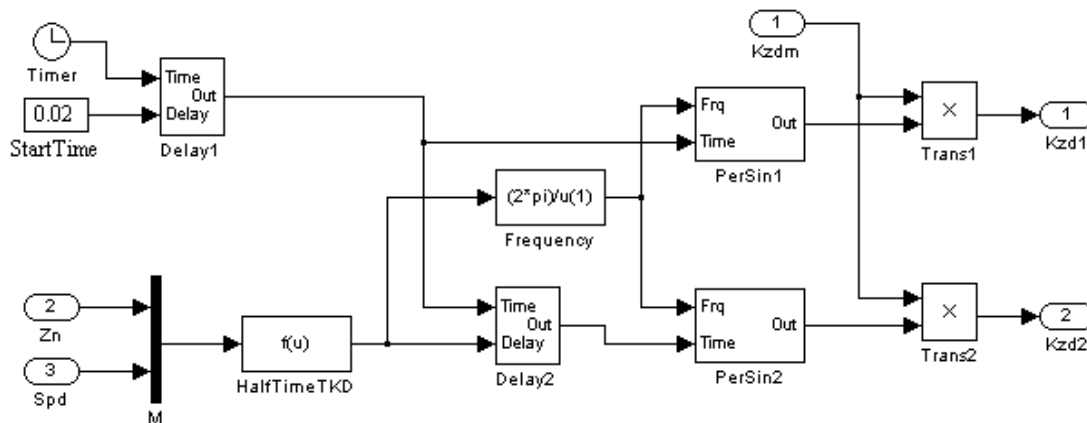 1
Kzdm
Timer
Time
Out
Delay
Delay1
0.02
StartTime
Frq
Out
Time
PerSin1
×
Trans1
1
Kzd1
(2*pi)/u(1)
Frequency
2
Zn
3
Spd
M
f(u)
HalfTimeTKD
Time
Out
Delay
Delay2
Frq
Out
Time
PerSin2
×
Trans2
2
Kzd2